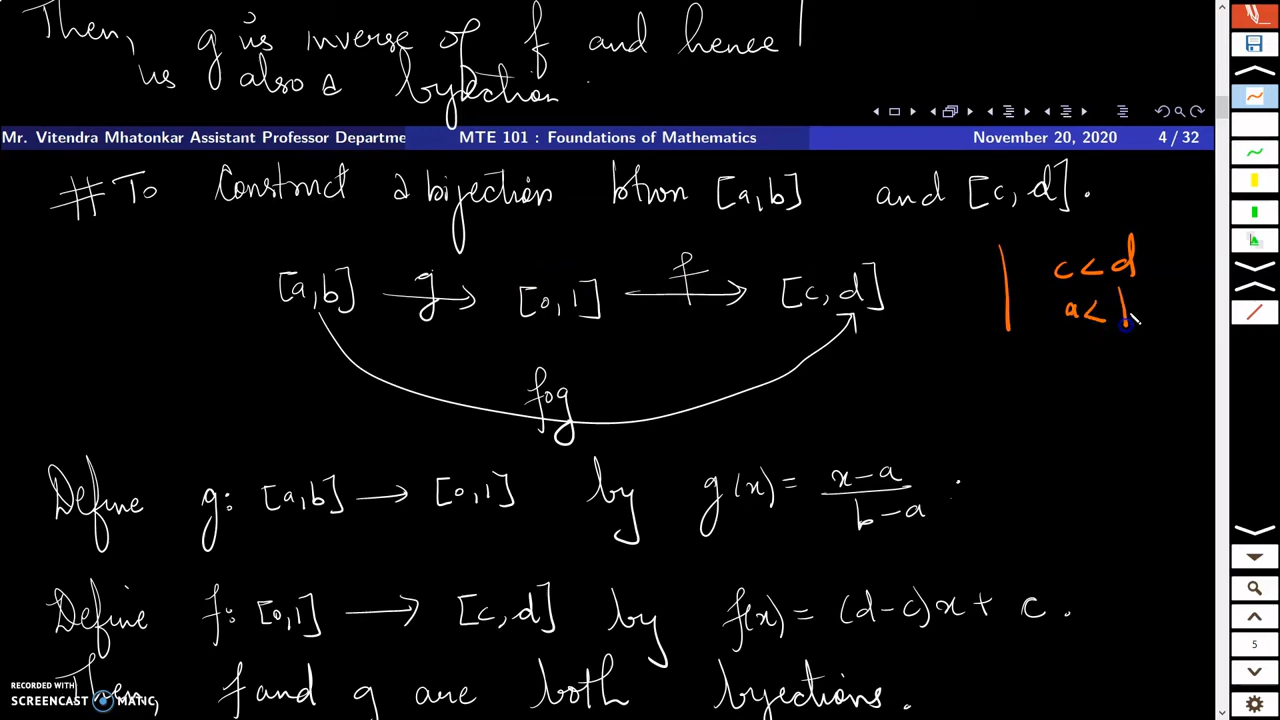 Then, g is inverse of f and hence
is also a bijection
Mr. Vitendra Mhatonkar Assistant Professor Departme MTE 101 : Foundations of Mathematics November 20, 2020 4 / 32
# To Construct a bijection btwn [a,b] and [c, d].
[a,b] g→ [0,1] f→ [c, d]
c < d
a < b
fog
Define g: [a,b] → [0,1] by g(x) = x-a / b-a .
Define f: [0,1] → [c, d] by f(x) = (d-c)x + c .
Then, f and g are both bijections.
5
RECORDED WITH
SCREENCAST MATIC